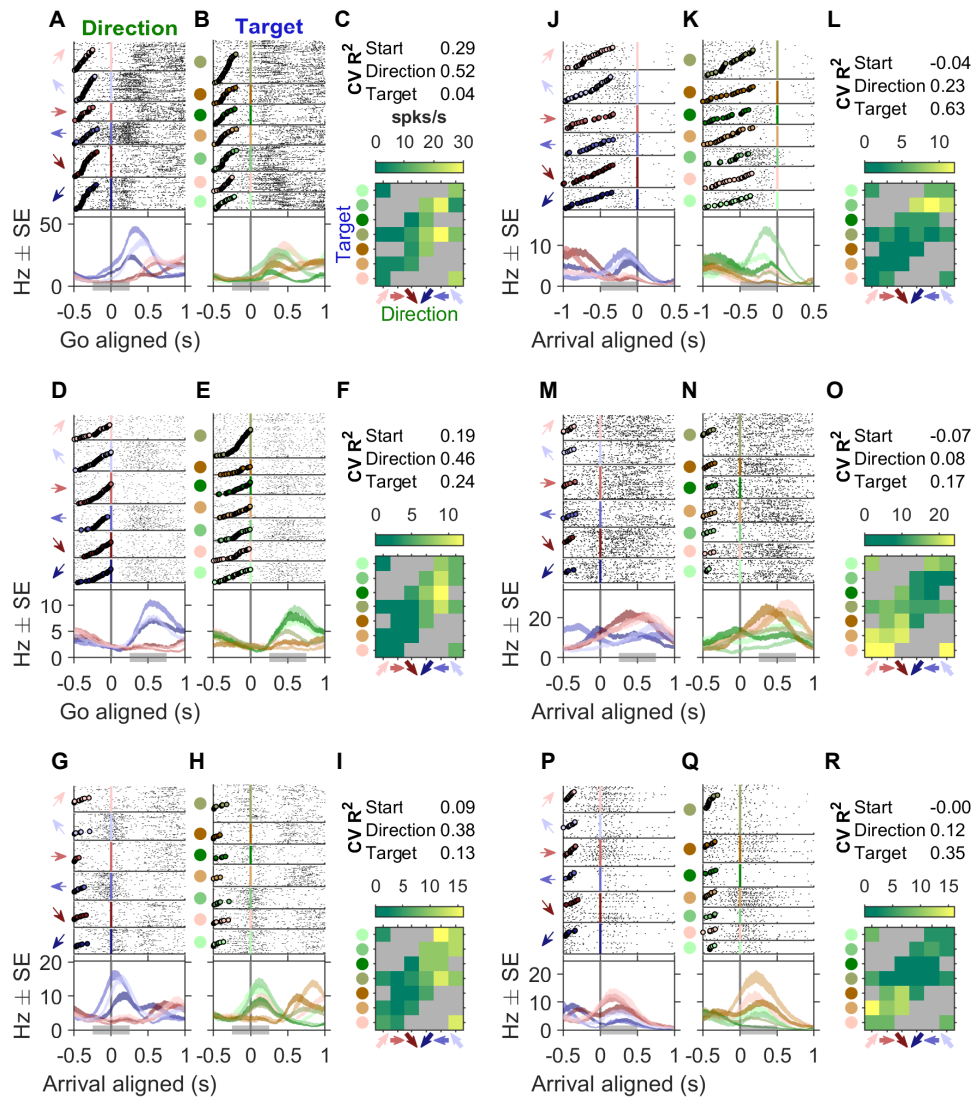 A
Direction
B
Target
C
CV R²
Start 0.29
Direction 0.52
Target 0.04
spks/s
0 10 20 30
Target
Direction
Hz ± SE
50
0
-0.5 0 0.5 1
-0.5 0 0.5 1
Go aligned (s)
J
K
L
CV R²
Start -0.04
Direction 0.23
Target 0.63
0 5 10
Hz ± SE
10
0
-1 -0.5 0 0.5
-1 -0.5 0 0.5
Arrival aligned (s)
D
E
F
CV R²
Start 0.19
Direction 0.46
Target 0.24
0 5 10
Hz ± SE
10
5
0
-0.5 0 0.5 1
-0.5 0 0.5 1
Go aligned (s)
M
N
O
CV R²
Start -0.07
Direction 0.08
Target 0.17
0 10 20
Hz ± SE
20
0
-0.5 0 0.5 1
-0.5 0 0.5 1
Arrival aligned (s)
G
H
I
CV R²
Start 0.09
Direction 0.38
Target 0.13
0 5 10 15
Hz ± SE
20
10
0
-0.5 0 0.5 1
-0.5 0 0.5 1
Arrival aligned (s)
P
Q
R
CV R²
Start -0.00
Direction 0.12
Target 0.35
0 5 10 15
Hz ± SE
20
10
0
-0.5 0 0.5 1
-0.5 0 0.5 1
Arrival aligned (s)